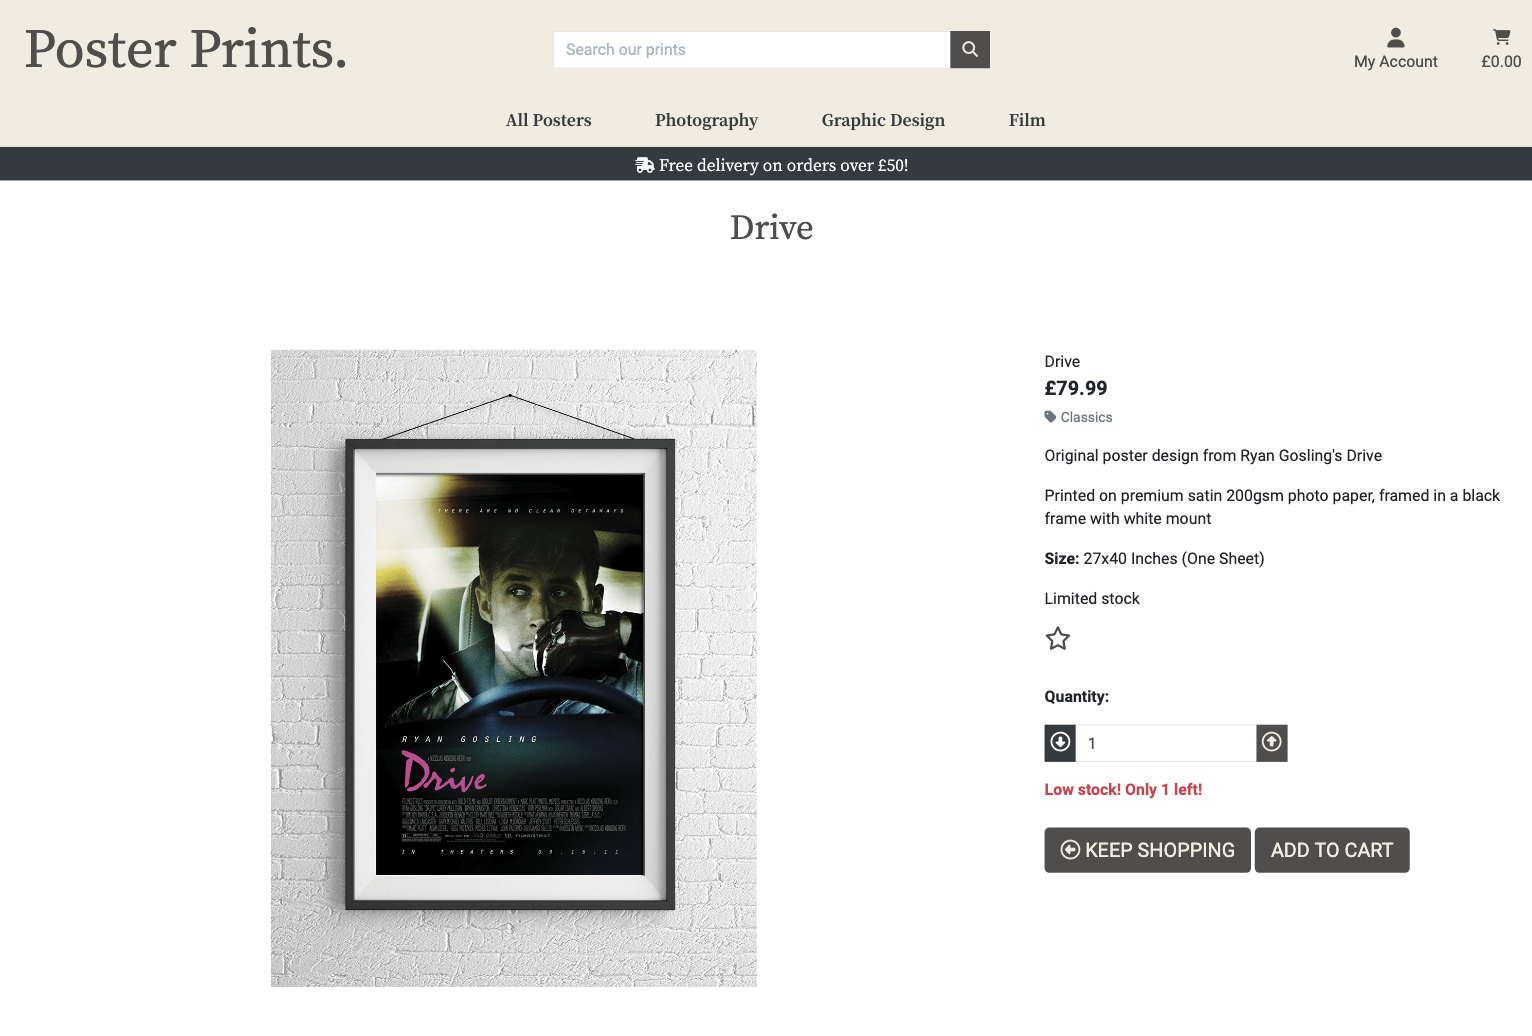 Poster Prints.
Search our prints
My Account
£0.00
All Posters
Photography
Graphic Design
Film
Free delivery on orders over £50!
Drive
THERE ARE NO CLEAN GETAWAYS
RYAN GOSLING
A NICOLAS WINDING REFN FILM
Drive
IN THEATERS 09.16.11
Drive
£79.99
Classics
Original poster design from Ryan Gosling's Drive
Printed on premium satin 200gsm photo paper, framed in a black
frame with white mount
Size: 27x40 Inches (One Sheet)
Limited stock
Quantity:
1
Low stock! Only 1 left!
KEEP SHOPPING
ADD TO CART